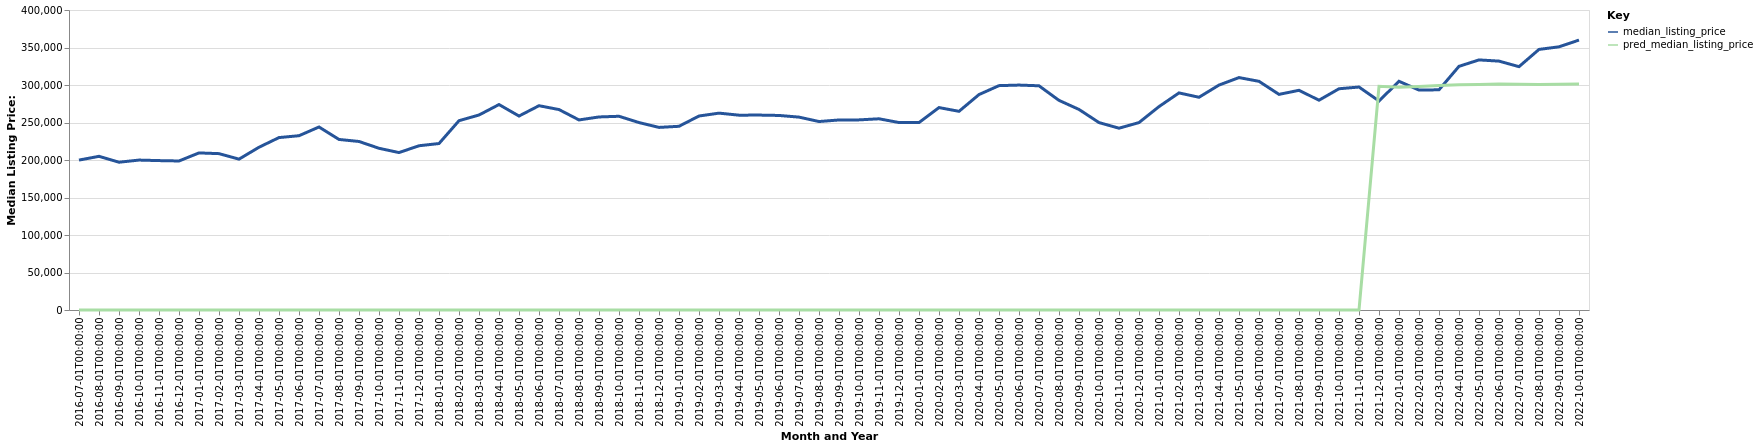 400,000
350,000
300,000
250,000
200,000
150,000
100,000
50,000
0
Median Listing Price:
2016-07-01T00:00:00
2016-08-01T00:00:00
2016-09-01T00:00:00
2016-10-01T00:00:00
2016-11-01T00:00:00
2016-12-01T00:00:00
2017-01-01T00:00:00
2017-02-01T00:00:00
2017-03-01T00:00:00
2017-04-01T00:00:00
2017-05-01T00:00:00
2017-06-01T00:00:00
2017-07-01T00:00:00
2017-08-01T00:00:00
2017-09-01T00:00:00
2017-10-01T00:00:00
2017-11-01T00:00:00
2017-12-01T00:00:00
2018-01-01T00:00:00
2018-02-01T00:00:00
2018-03-01T00:00:00
2018-04-01T00:00:00
2018-05-01T00:00:00
2018-06-01T00:00:00
2018-07-01T00:00:00
2018-08-01T00:00:00
2018-09-01T00:00:00
2018-10-01T00:00:00
2018-11-01T00:00:00
2018-12-01T00:00:00
2019-01-01T00:00:00
2019-02-01T00:00:00
2019-03-01T00:00:00
2019-04-01T00:00:00
2019-05-01T00:00:00
2019-06-01T00:00:00
2019-07-01T00:00:00
2019-08-01T00:00:00
2019-09-01T00:00:00
2019-10-01T00:00:00
2019-11-01T00:00:00
2019-12-01T00:00:00
2020-01-01T00:00:00
2020-02-01T00:00:00
2020-03-01T00:00:00
2020-04-01T00:00:00
2020-05-01T00:00:00
2020-06-01T00:00:00
2020-07-01T00:00:00
2020-08-01T00:00:00
2020-09-01T00:00:00
2020-10-01T00:00:00
2020-11-01T00:00:00
2020-12-01T00:00:00
2021-01-01T00:00:00
2021-02-01T00:00:00
2021-03-01T00:00:00
2021-04-01T00:00:00
2021-05-01T00:00:00
2021-06-01T00:00:00
2021-07-01T00:00:00
2021-08-01T00:00:00
2021-09-01T00:00:00
2021-10-01T00:00:00
2021-11-01T00:00:00
2021-12-01T00:00:00
2022-01-01T00:00:00
2022-02-01T00:00:00
2022-03-01T00:00:00
2022-04-01T00:00:00
2022-05-01T00:00:00
2022-06-01T00:00:00
2022-07-01T00:00:00
2022-08-01T00:00:00
2022-09-01T00:00:00
2022-10-01T00:00:00
Month and Year
Key
median_listing_price
pred_median_listing_price